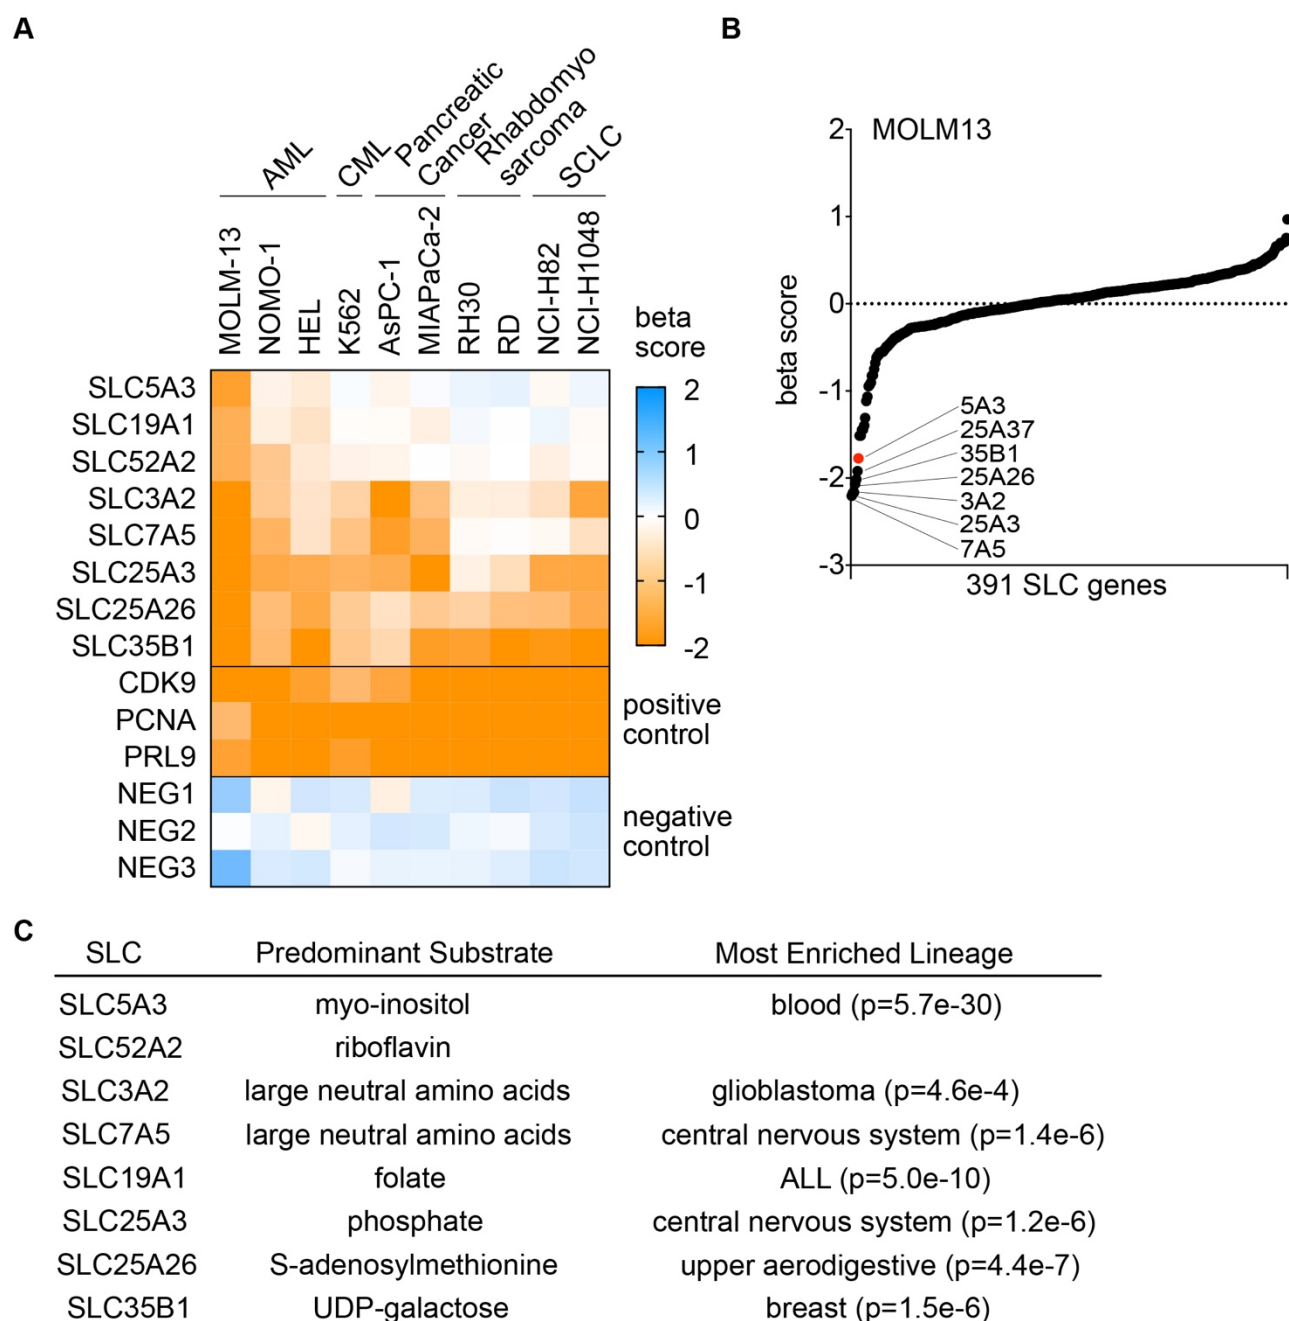 A
AML
CML
Pancreatic
Cancer
Rhabdomyo
sarcoma
SCLC
MOLM-13
NOMO-1
HEL
K562
AsPC-1
MIAPaCa-2
RH30
RD
NCI-H82
NCI-H1048
SLC5A3
SLC19A1
SLC52A2
SLC3A2
SLC7A5
SLC25A3
SLC25A26
SLC35B1
CDK9
PCNA
PRL9
NEG1
NEG2
NEG3
beta
score
2
1
0
-1
-2
positive
control
negative
control
B
MOLM13
beta score
2
1
0
-1
-2
-3
5A3
25A37
35B1
25A26
3A2
25A3
7A5
391 SLC genes
C
SLC Predominant Substrate Most Enriched Lineage
SLC5A3 myo-inositol blood (p=5.7e-30)
SLC52A2 riboflavin
SLC3A2 large neutral amino acids glioblastoma (p=4.6e-4)
SLC7A5 large neutral amino acids central nervous system (p=1.4e-6)
SLC19A1 folate ALL (p=5.0e-10)
SLC25A3 phosphate central nervous system (p=1.2e-6)
SLC25A26 S-adenosylmethionine upper aerodigestive (p=4.4e-7)
SLC35B1 UDP-galactose breast (p=1.5e-6)